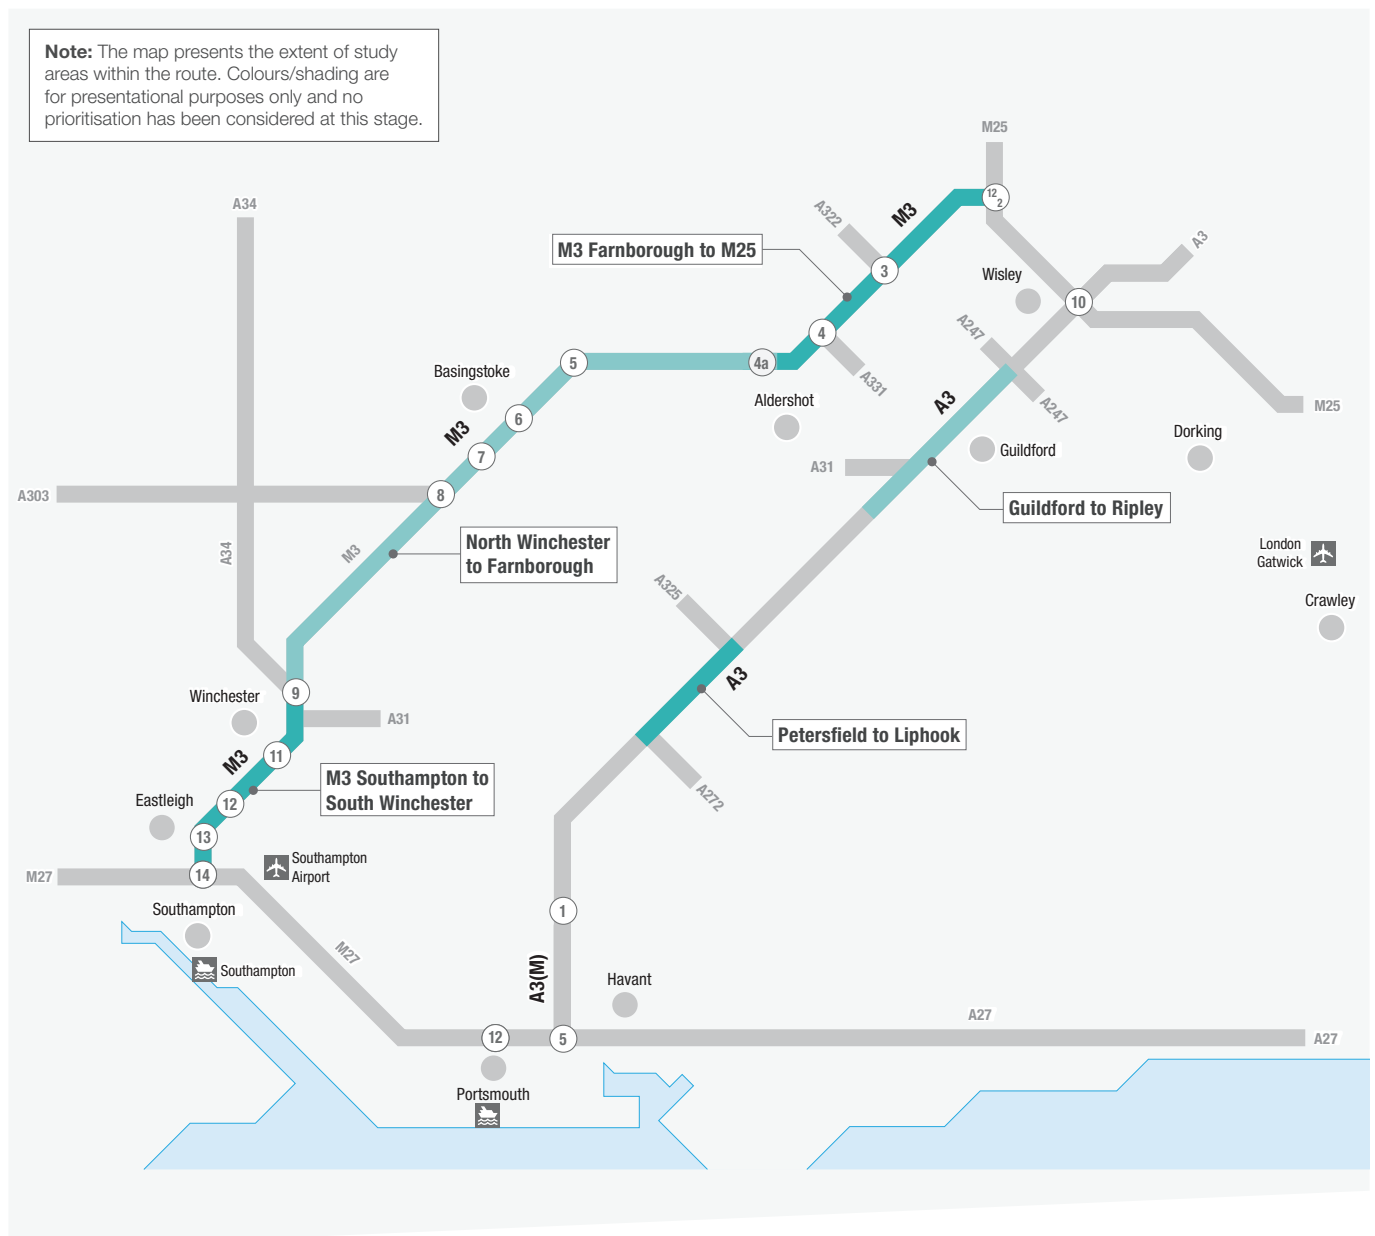 Note: The map presents the extent of study
areas within the route. Colours/shading are
for presentational purposes only and no
prioritisation has been considered at this stage.
M25
A34
A322
M3
12
2
M3 Farnborough to M25
3
A3
Wisley
10
4
A247
5
4a
Basingstoke
A331
Aldershot
A3
A247
M25
6
M3
7
Guildford
Dorking
A31
A303
8
Guildford to Ripley
North Winchester
to Farnborough
A34
M3
London
Gatwick
A325
Crawley
A3
Winchester
9
A31
Petersfield to Liphook
M3
11
M3 Southampton to
South Winchester
A272
Eastleigh
12
13
Southampton
Airport
M27
14
Southampton
1
M27
Southampton
A3(M)
Havant
A27
12
5
A27
Portsmouth